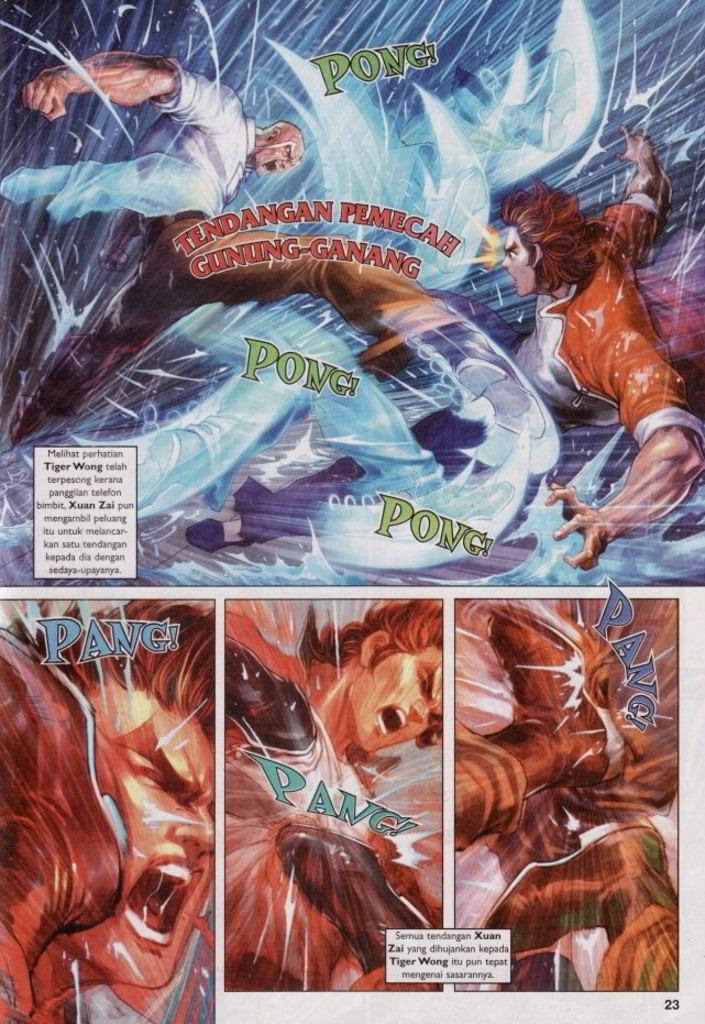 PONG!
TENDANGAN PEMECAH
GUNUNG-GANANG
PONG!
PONG!
Melihat perhatian
Tiger Wong telah
terpesong kerana
panggilan telefon
bimbit, Xuan Zai pun
mengambil peluang
itu untuk melancar-
kan satu tendangan
kepada dia dengan
sedaya-upayanya.
PANG!
PANG!
PANG!
Semua tendangan Xuan
Zai yang dihujankan kepada
Tiger Wong itu pun tepat
mengenai sasarannya.
23